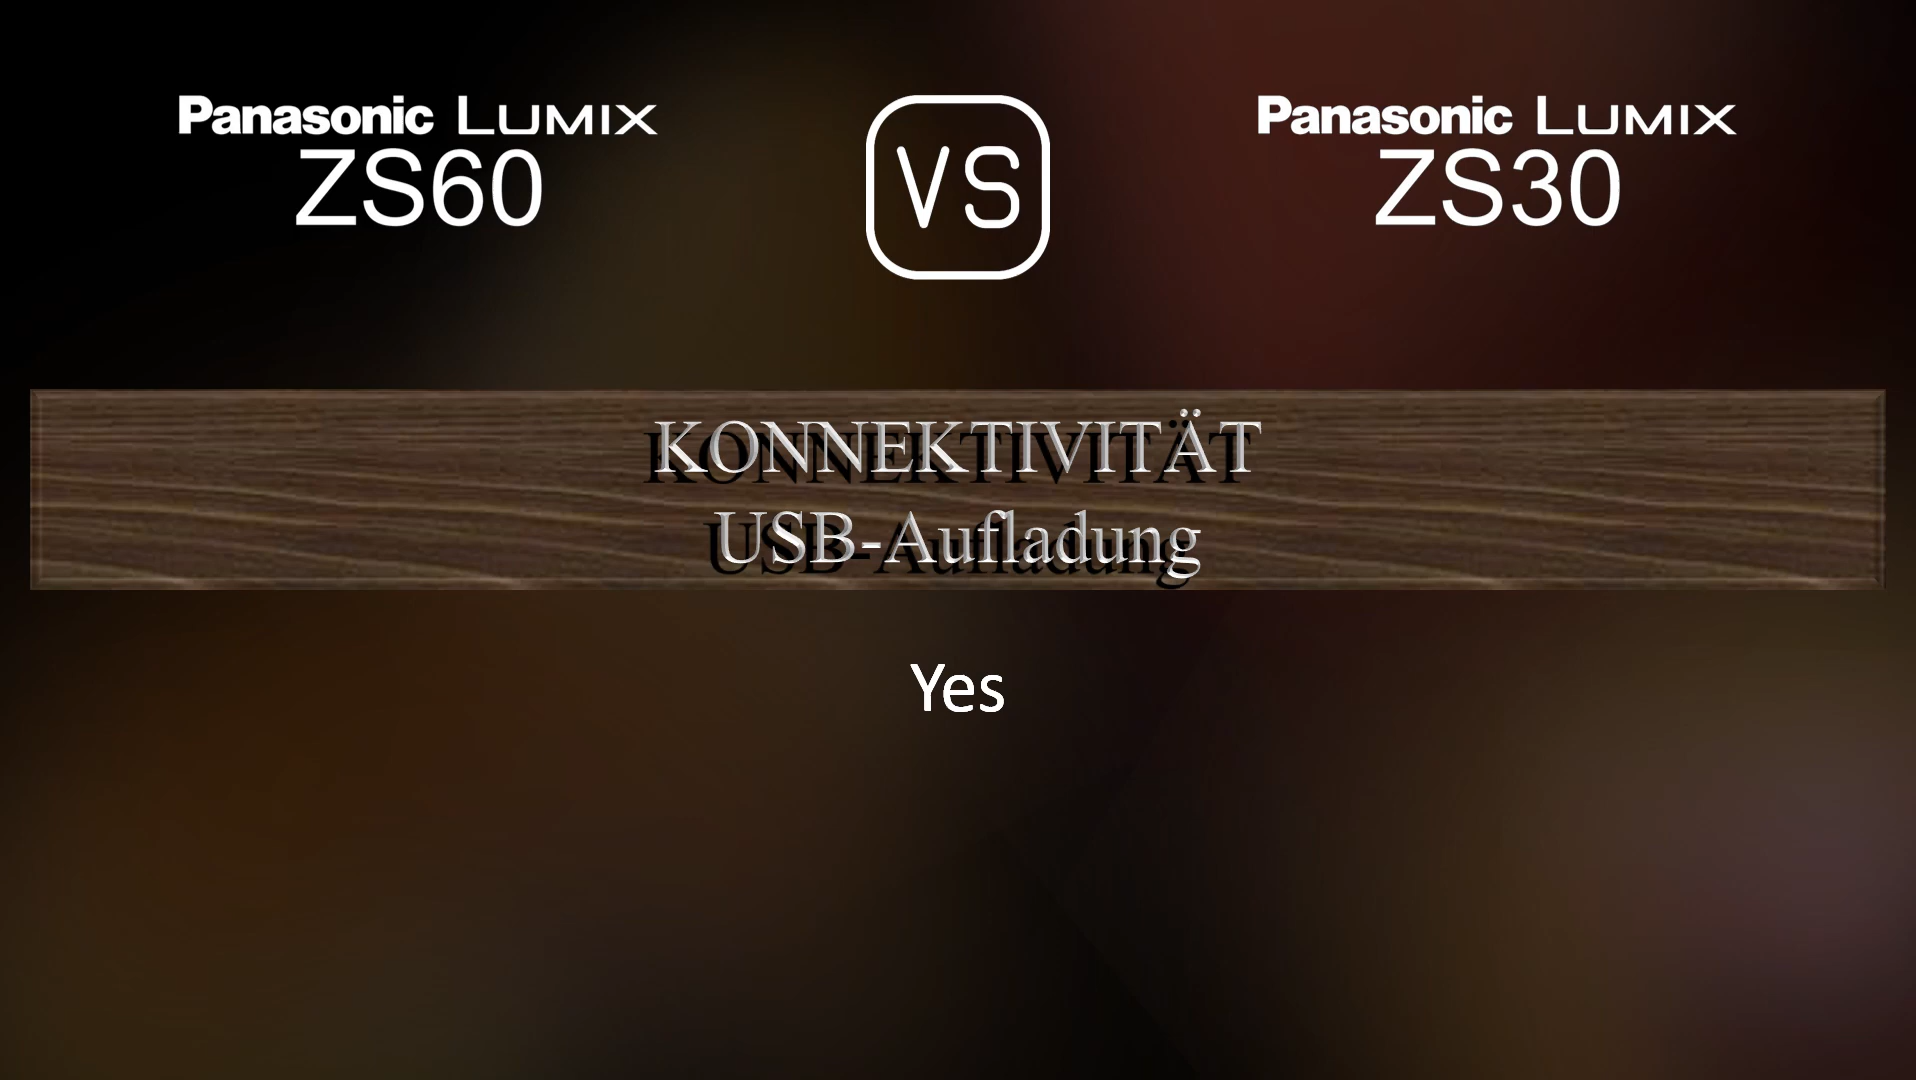 Panasonic LUMIX
ZS60
VS
Panasonic LUMIX
ZS30
KONNEKTIVITÄT
USB-Aufladung
Yes